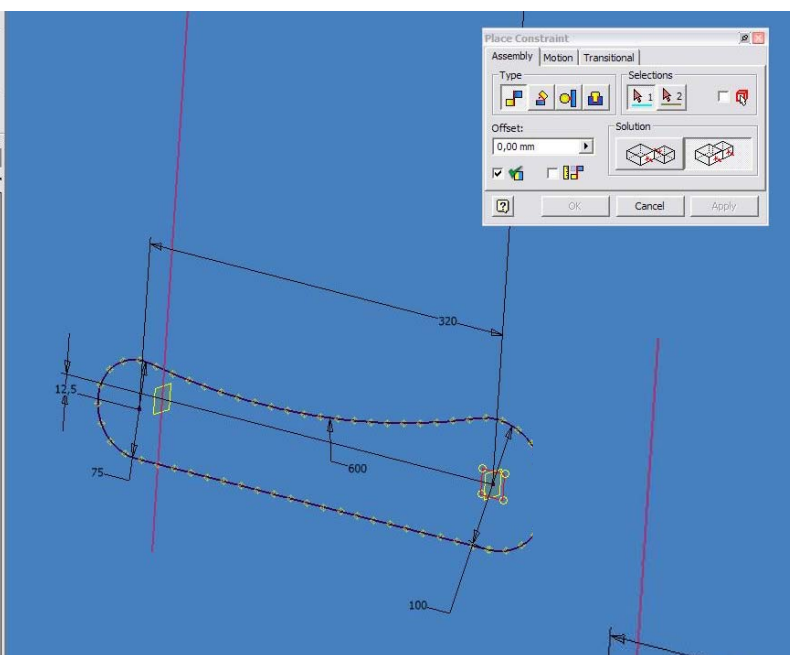 Place Constraint
Assembly Motion Transitional
Type
Selections
1 2
Offset:
Solution
0,00 mm
OK Cancel Apply
320
12,5
600
75
100